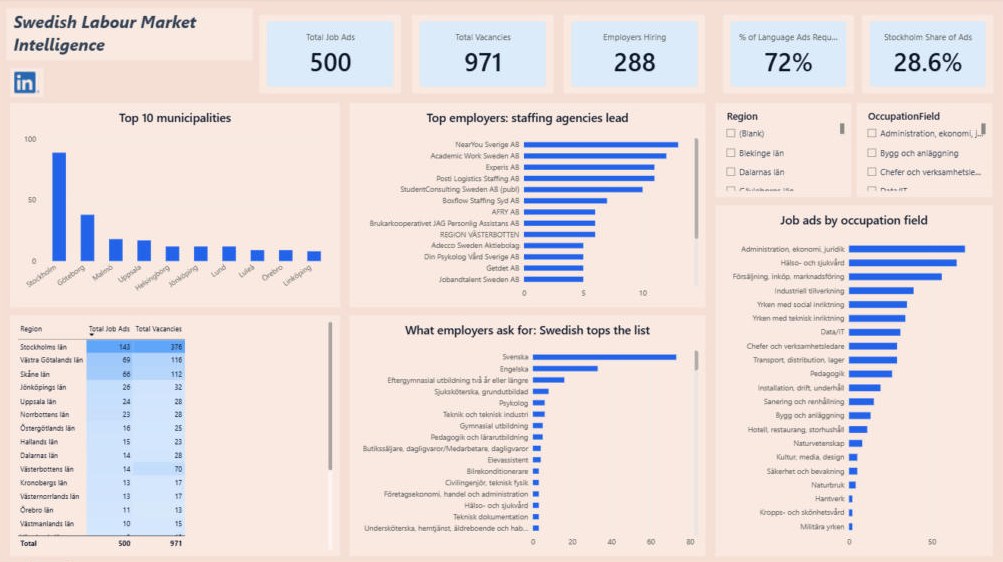 Swedish Labour Market
Intelligence
in
Total Job Ads
500
Total Vacancies
971
Employers Hiring
288
% of Language Ads Requ...
72%
Stockholm Share of Ads
28.6%
Top 10 municipalities
100
50
0
Stockholm
Göteborg
Malmö
Uppsala
Helsingborg
Jönköping
Lund
Luleå
Örebro
Linköping
Top employers: staffing agencies lead
NearYou Sverige AB
Academic Work Sweden AB
Experis AB
Posti Logistics Staffing AB
StudentConsulting Sweden AB (publ)
Boxflow Staffing Syd AB
AFRY AB
Brukarkooperativet JAG Personlig Assistans AB
REGION VÄSTERBOTTEN
Adecco Sweden Aktiebolag
Din Psykolog Vård Sverige AB
Getdet AB
Jobandtalent Sweden AB
0 5 10
Region
(Blank)
Blekinge län
Dalarnas län
OccupationField
Administration, ekonomi, j...
Bygg och anläggning
Chefer och verksamhetsle...
Data/IT
Job ads by occupation field
Administration, ekonomi, juridik
Hälso- och sjukvård
Försäljning, inköp, marknadsföring
Industriell tillverkning
Yrken med social inriktning
Yrken med teknisk inriktning
Data/IT
Chefer och verksamhetsledare
Transport, distribution, lager
Pedagogik
Installation, drift, underhåll
Sanering och renhållning
Bygg och anläggning
Hotell, restaurang, storhushåll
Naturvetenskap
Kultur, media, design
Säkerhet och bevakning
Naturbruk
Hantverk
Kropps- och skönhetsvård
Militära yrken
0 50
Region Total Job Ads Total Vacancies
Stockholms län 143 376
Västra Götalands län 69 116
Skåne län 66 112
Jönköpings län 26 32
Uppsala län 24 28
Norrbottens län 23 28
Östergötlands län 16 25
Hallands län 15 23
Dalarnas län 14 28
Västerbottens län 14 70
Kronobergs län 13 17
Västernorrlands län 13 17
Örebro län 11 13
Västmanlands län 10 15
Total 500 971
What employers ask for: Swedish tops the list
Svenska
Engelska
Eftergymnasial utbildning två år eller längre
Sjuksköterska, grundutbildad
Psykolog
Teknik och teknisk industri
Gymnasial utbildning
Pedagogik och lärarutbildning
Butikssäljare, dagligvaror/Medarbetare, dagligvaror
Elevassistent
Bilrekonditionerare
Civilingenjör, teknisk fysik
Företagsekonomi, handel och administration
Hälso- och sjukvård
Teknisk dokumentation
Undersköterska, hemtjänst, äldreboende och hab...
0 20 40 60 80